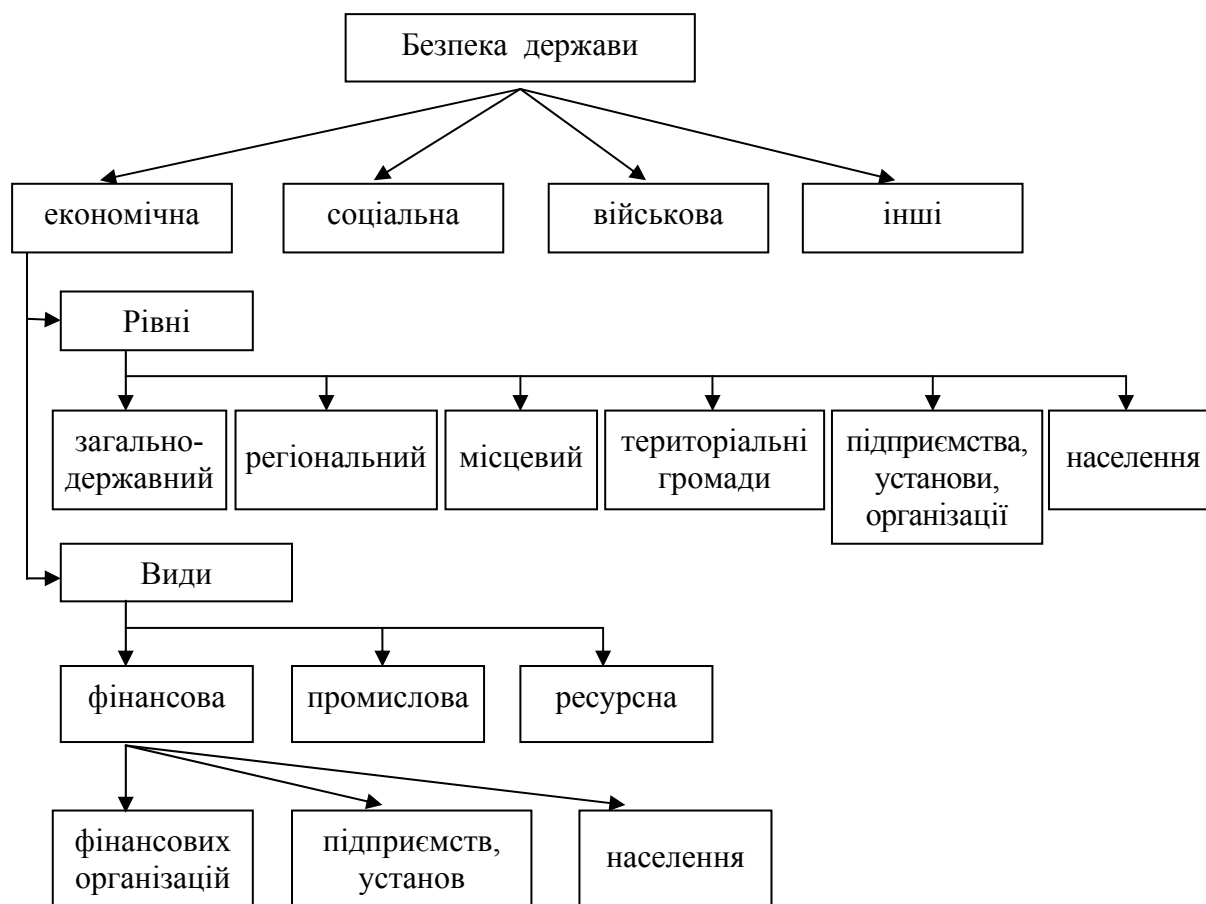 Безпека держави
економічна
соціальна
військова
інші
Рівні
загально-
державний
регіональний
місцевий
територіальні
громади
підприємства,
установи,
організації
населення
Види
фінансова
промислова
ресурсна
фінансових
організацій
підприємств,
установ
населення